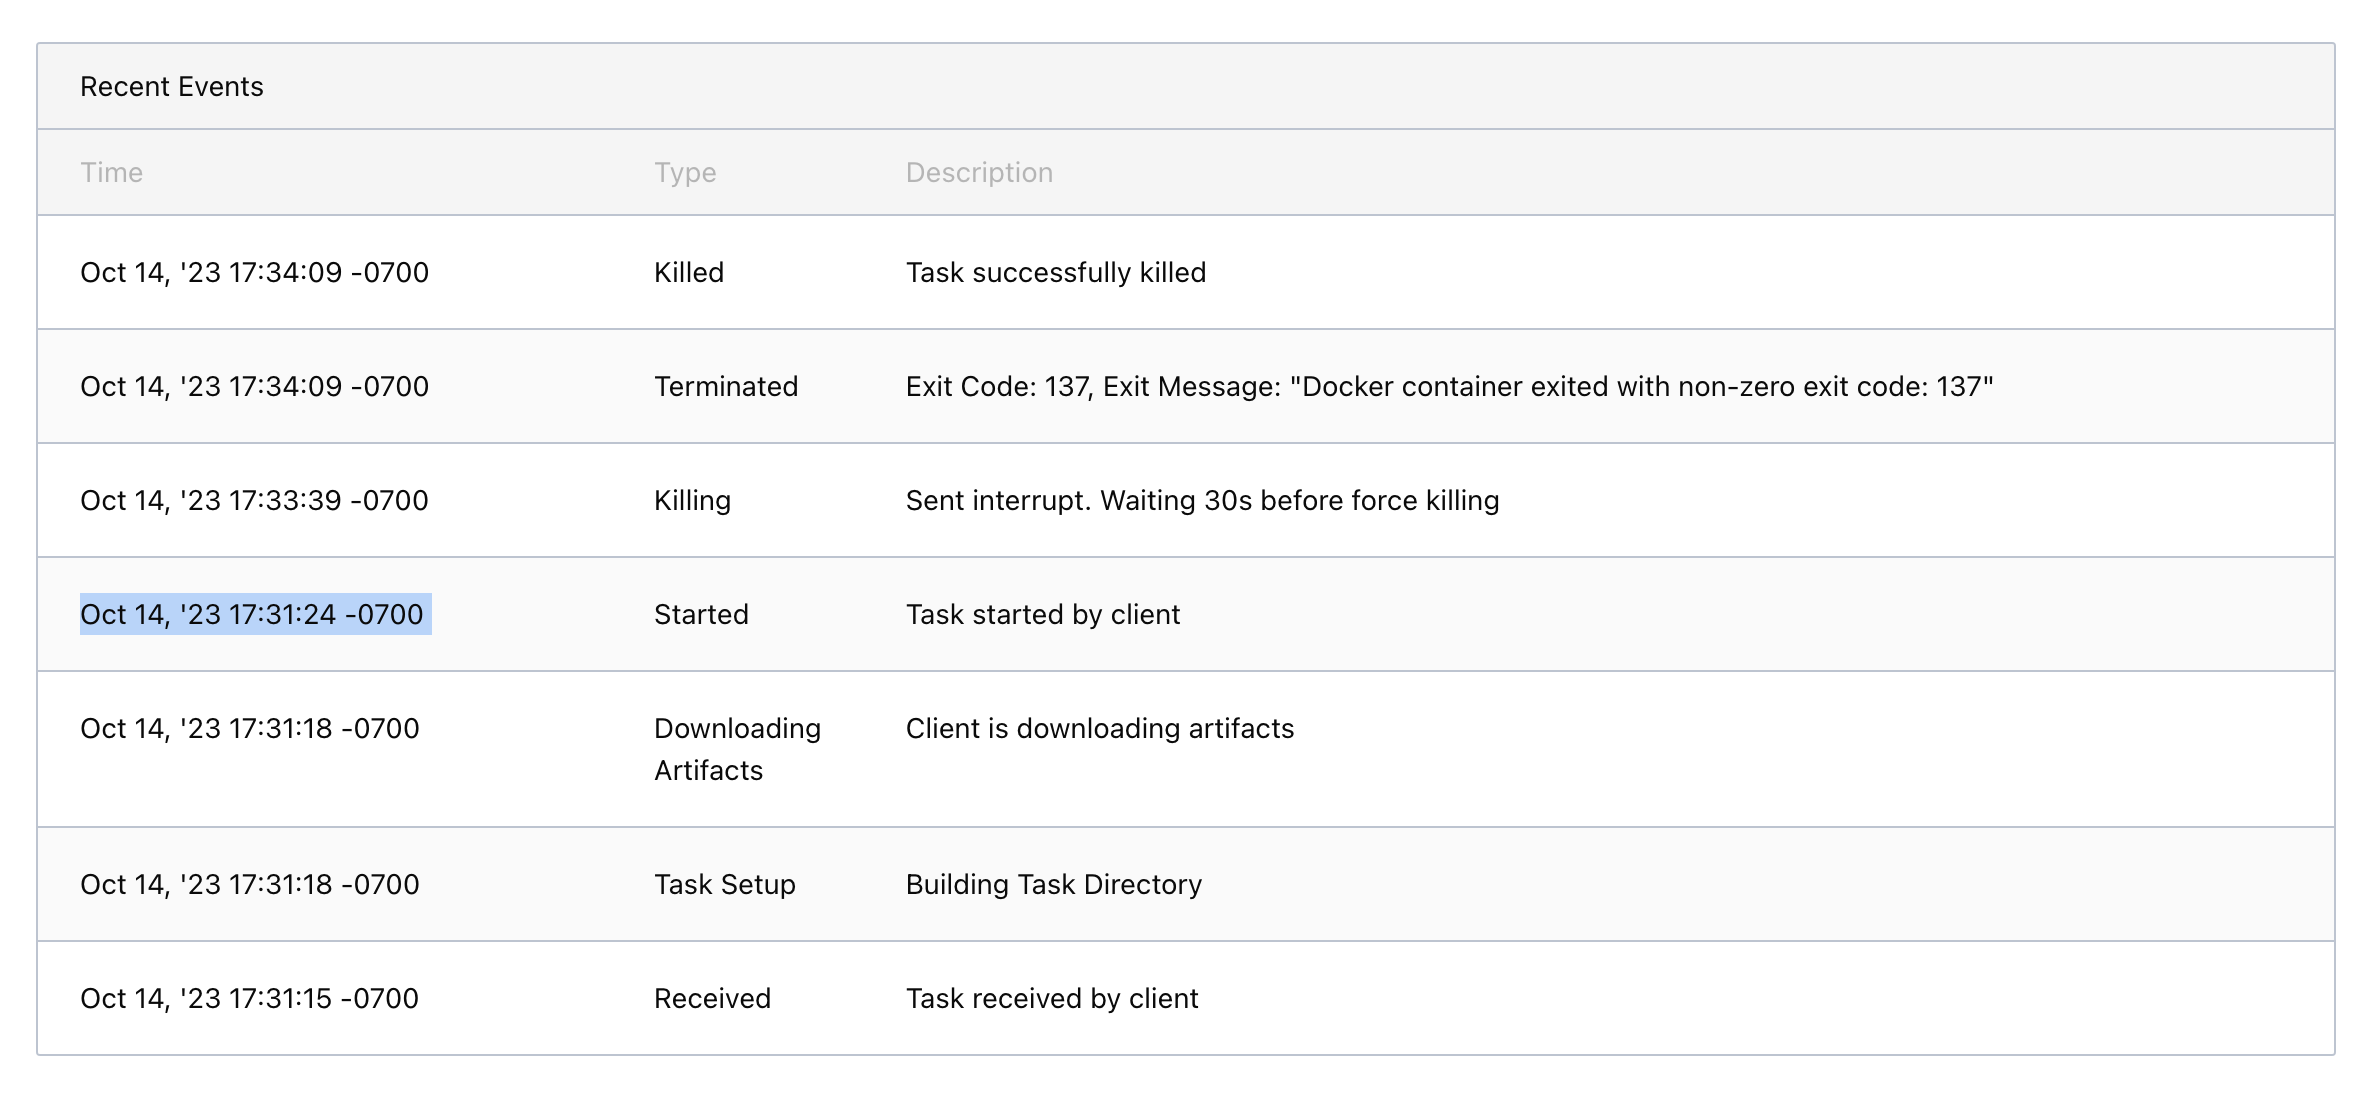 Recent Events
Time Type Description
Oct 14, '23 17:34:09 -0700 Killed Task successfully killed
Oct 14, '23 17:34:09 -0700 Terminated Exit Code: 137, Exit Message: "Docker container exited with non-zero exit code: 137"
Oct 14, '23 17:33:39 -0700 Killing Sent interrupt. Waiting 30s before force killing
Oct 14, '23 17:31:24 -0700 Started Task started by client
Oct 14, '23 17:31:18 -0700 Downloading Client is downloading artifacts
Artifacts
Oct 14, '23 17:31:18 -0700 Task Setup Building Task Directory
Oct 14, '23 17:31:15 -0700 Received Task received by client